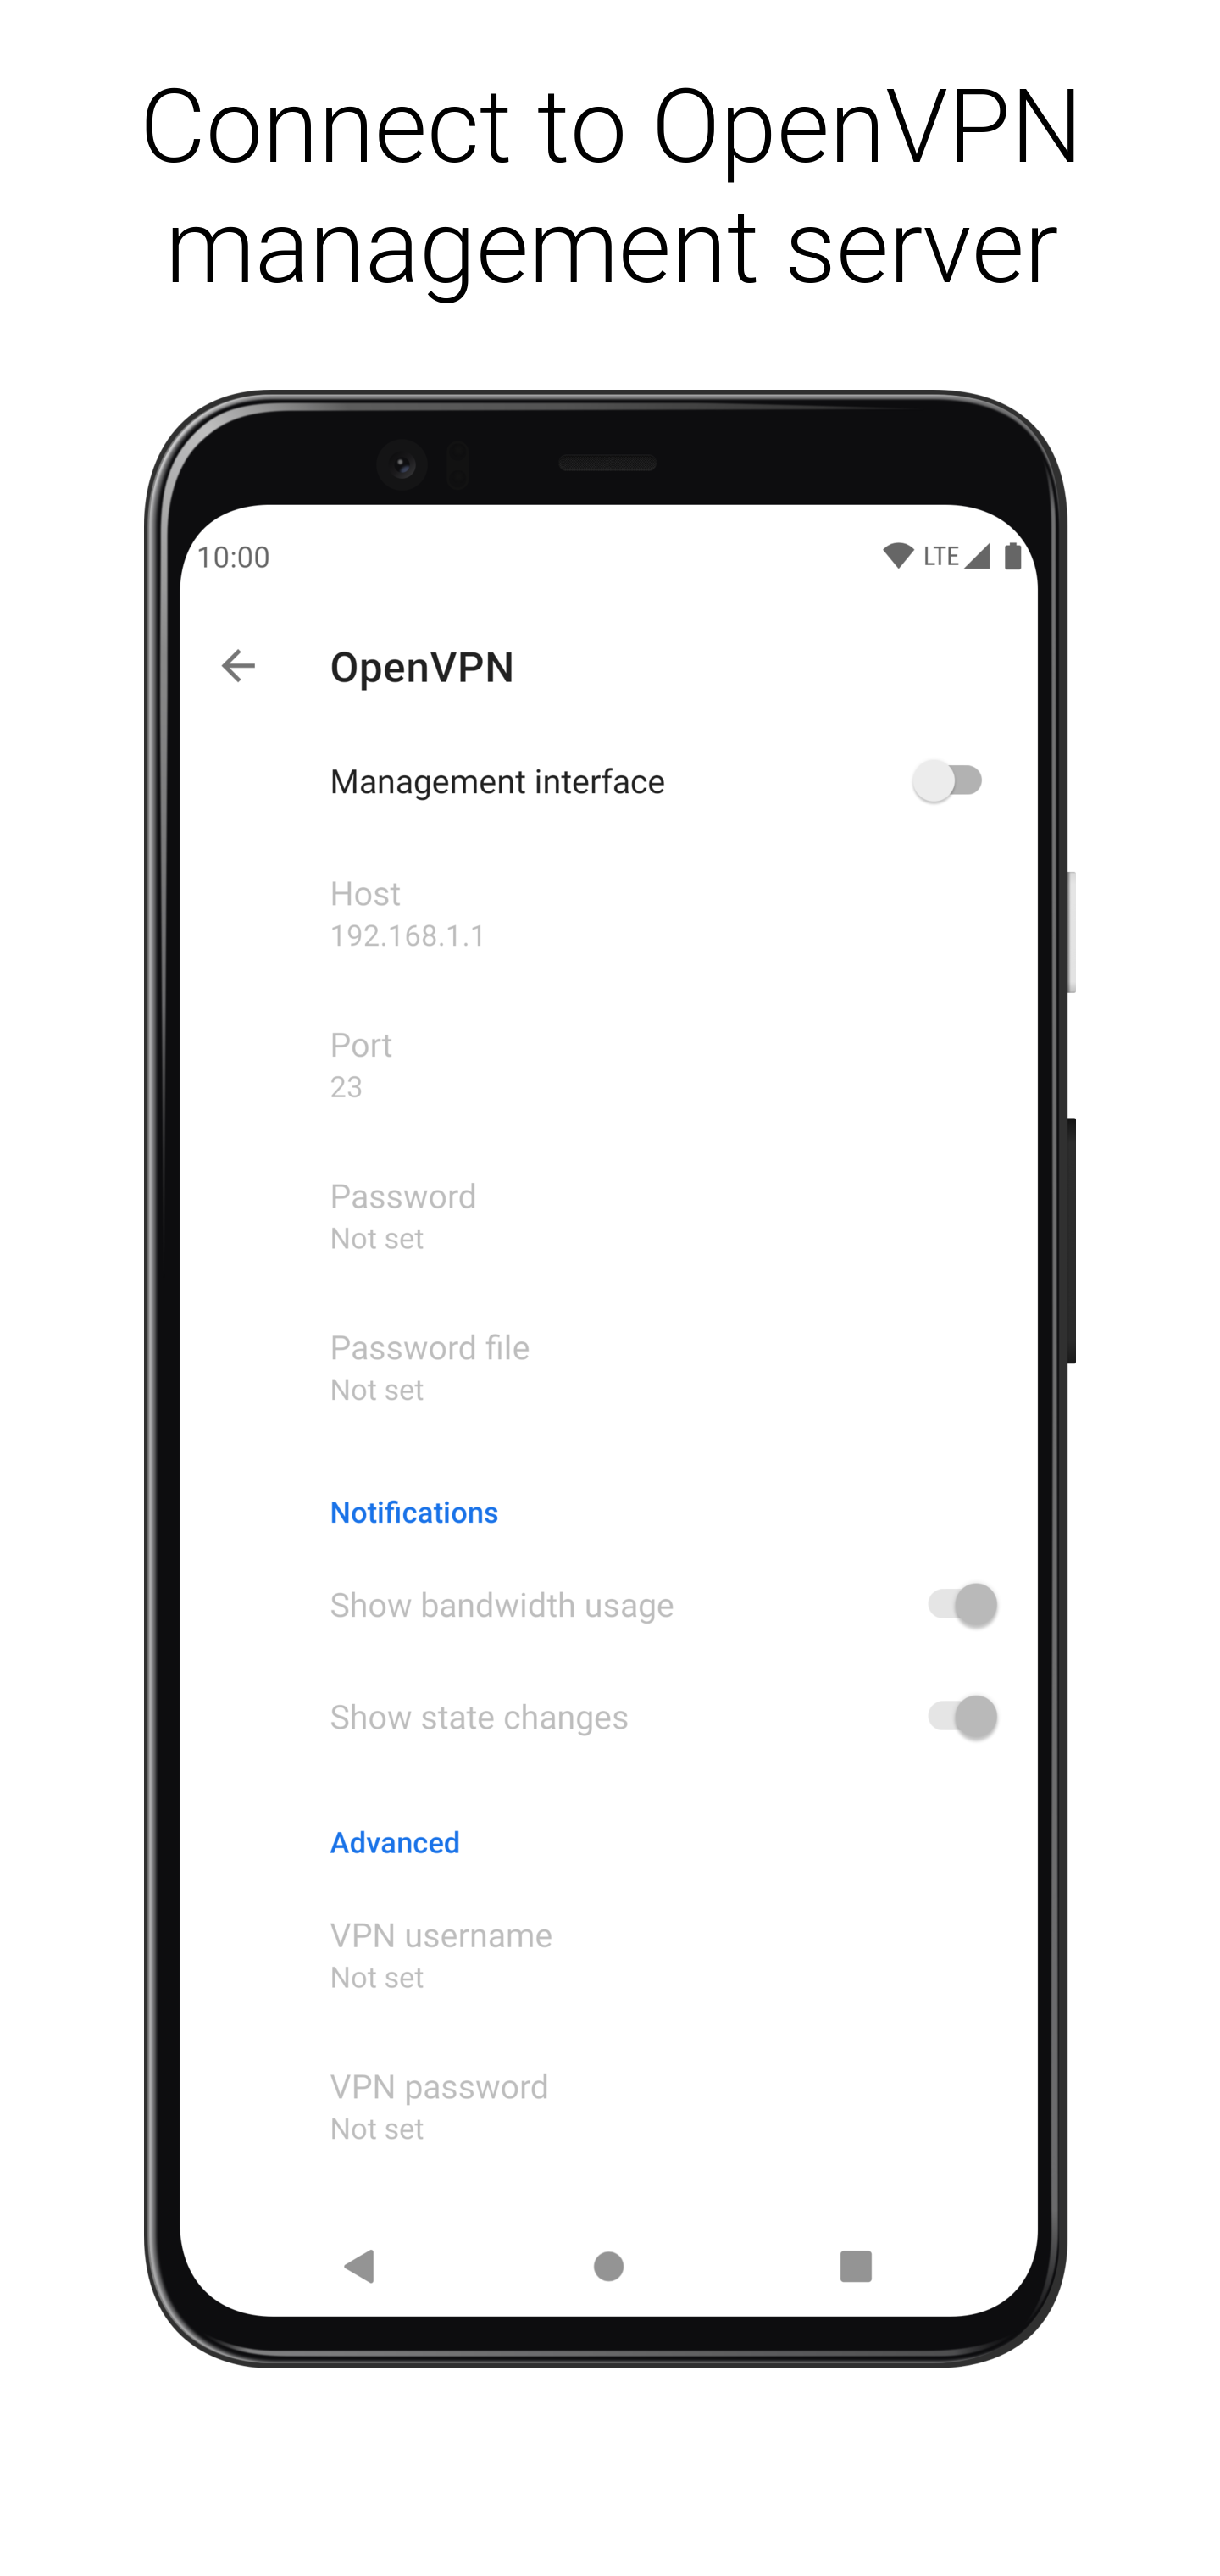 Connect to OpenVPN
management server
10:00
LTE
OpenVPN
Management interface
Host
192.168.1.1
Port
23
Password
Not set
Password file
Not set
Notifications
Show bandwidth usage
Show state changes
Advanced
VPN username
Not set
VPN password
Not set